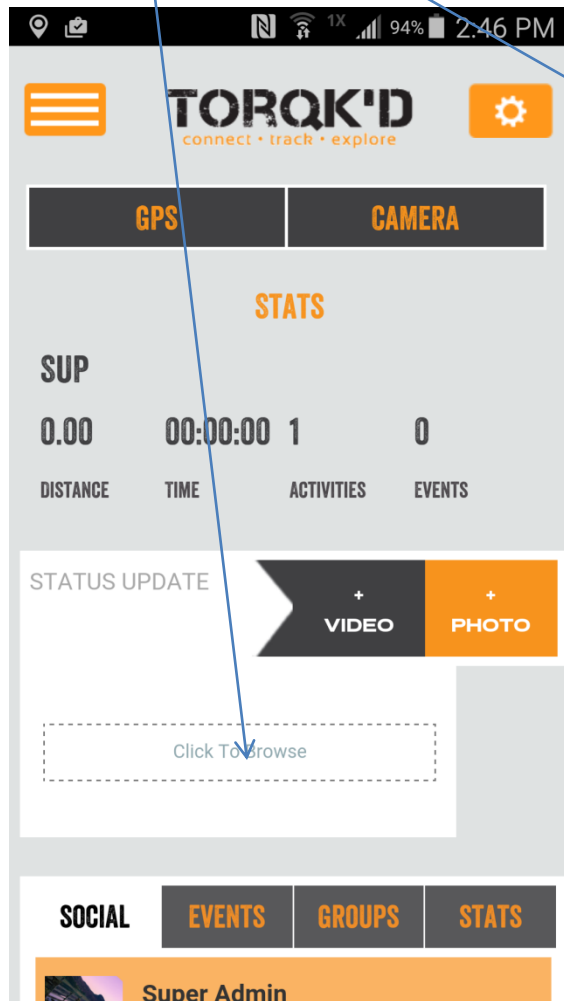 1X 94% 2:46 PM
TORQK'D
connect • track • explore
GPS CAMERA
STATS
SUP
0.00 00:00:00 1 0
DISTANCE TIME ACTIVITIES EVENTS
STATUS UPDATE
+ +
VIDEO PHOTO
Click To Browse
SOCIAL EVENTS GROUPS STATS
Super Admin